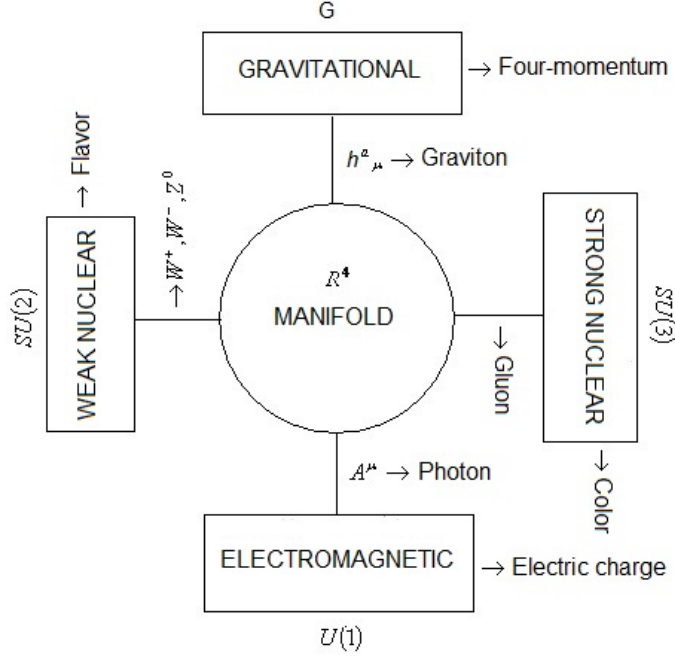 G
GRAVITATIONAL
→ Four-momentum
hᵃ_μ → Graviton
→ Flavor
→ W⁺, W⁻, Z⁰
WEAK NUCLEAR
SU(2)
R⁴
MANIFOLD
STRONG NUCLEAR
SU(3)
→ Gluon
→ Color
A^μ → Photon
ELECTROMAGNETIC
→ Electric charge
U(1)